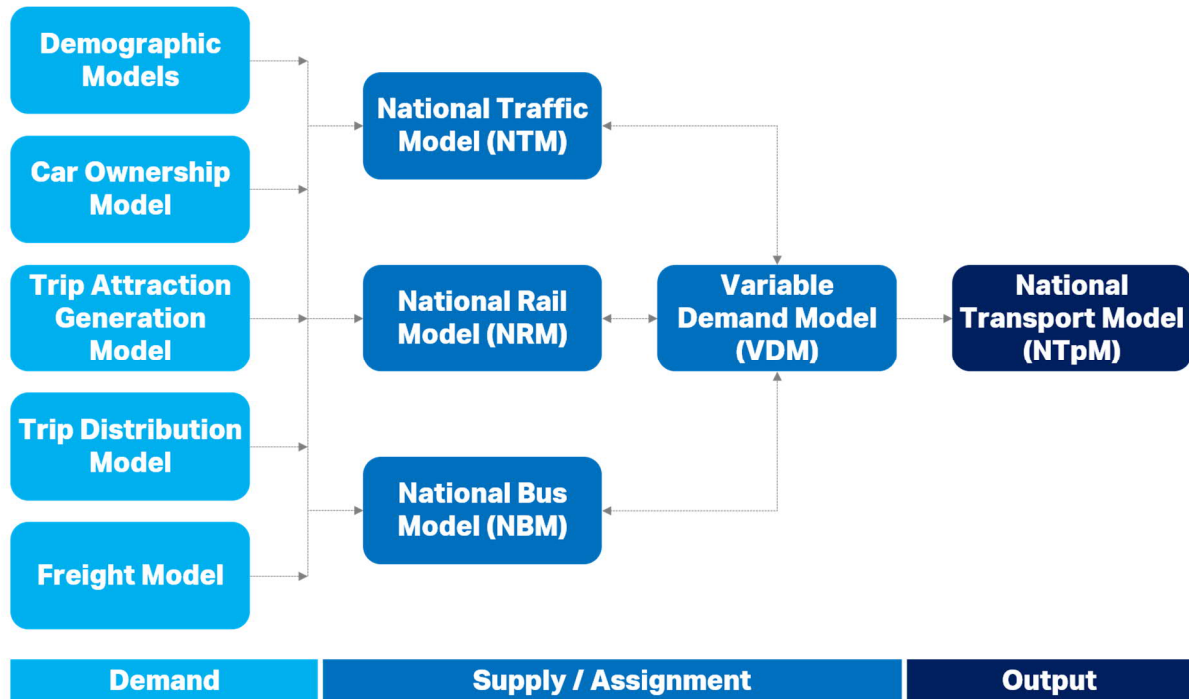 Demographic
Models
Car Ownership
Model
Trip Attraction
Generation
Model
Trip Distribution
Model
Freight Model
National Traffic
Model (NTM)
National Rail
Model (NRM)
National Bus
Model (NBM)
Variable
Demand Model
(VDM)
National
Transport Model
(NTpM)
Demand
Supply / Assignment
Output